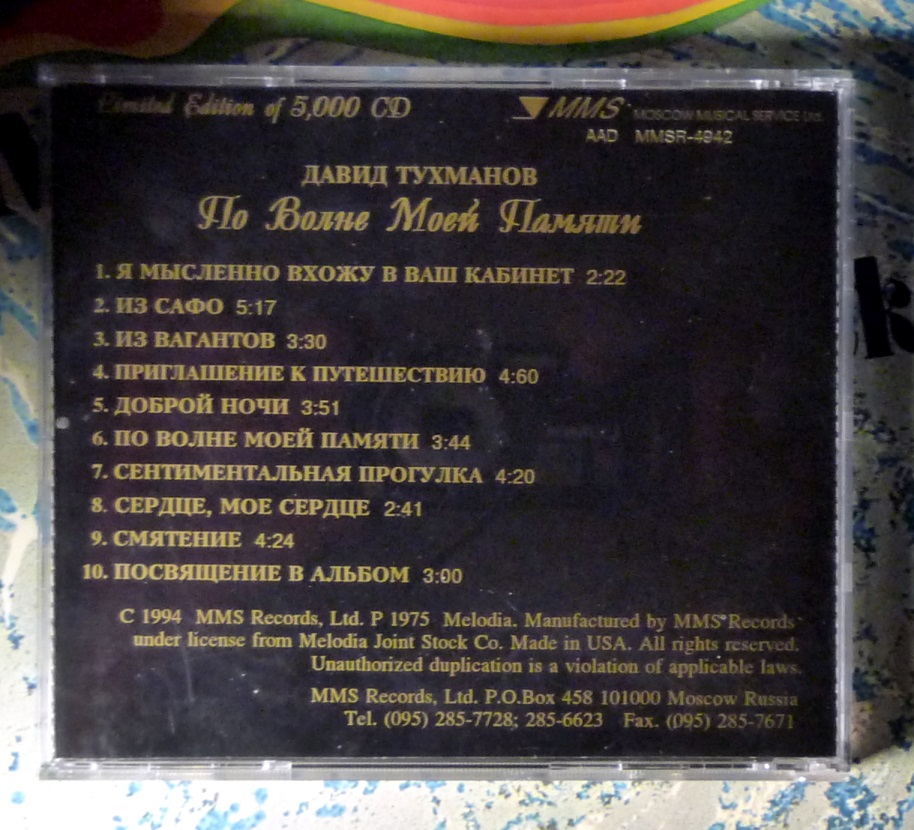 Limited Edition of 5,000 CD
MMS MOSCOW MUSICAL SERVICE Ltd.
AAD MMSR-4942
ДАВИД ТУХМАНОВ
По Волне Моей Памяти
1. Я МЫСЛЕННО ВХОЖУ В ВАШ КАБИНЕТ 2:22
2. ИЗ САФО 5:17
3. ИЗ ВАГАНТОВ 3:30
4. ПРИГЛАШЕНИЕ К ПУТЕШЕСТВИЮ 4:60
5. ДОБРОЙ НОЧИ 3:51
6. ПО ВОЛНЕ МОЕЙ ПАМЯТИ 3:44
7. СЕНТИМЕНТАЛЬНАЯ ПРОГУЛКА 4:20
8. СЕРДЦЕ, МОЕ СЕРДЦЕ 2:41
9. СМЯТЕНИЕ 4:24
10. ПОСВЯЩЕНИЕ В АЛЬБОМ 3:00
C 1994 MMS Records, Ltd. P 1975 Melodia. Manufactured by MMS Records
under license from Melodia Joint Stock Co. Made in USA. All rights reserved.
Unauthorized duplication is a violation of applicable laws.
MMS Records, Ltd. P.O.Box 458 101000 Moscow Russia
Tel. (095) 285-7728; 285-6623 Fax. (095) 285-7671